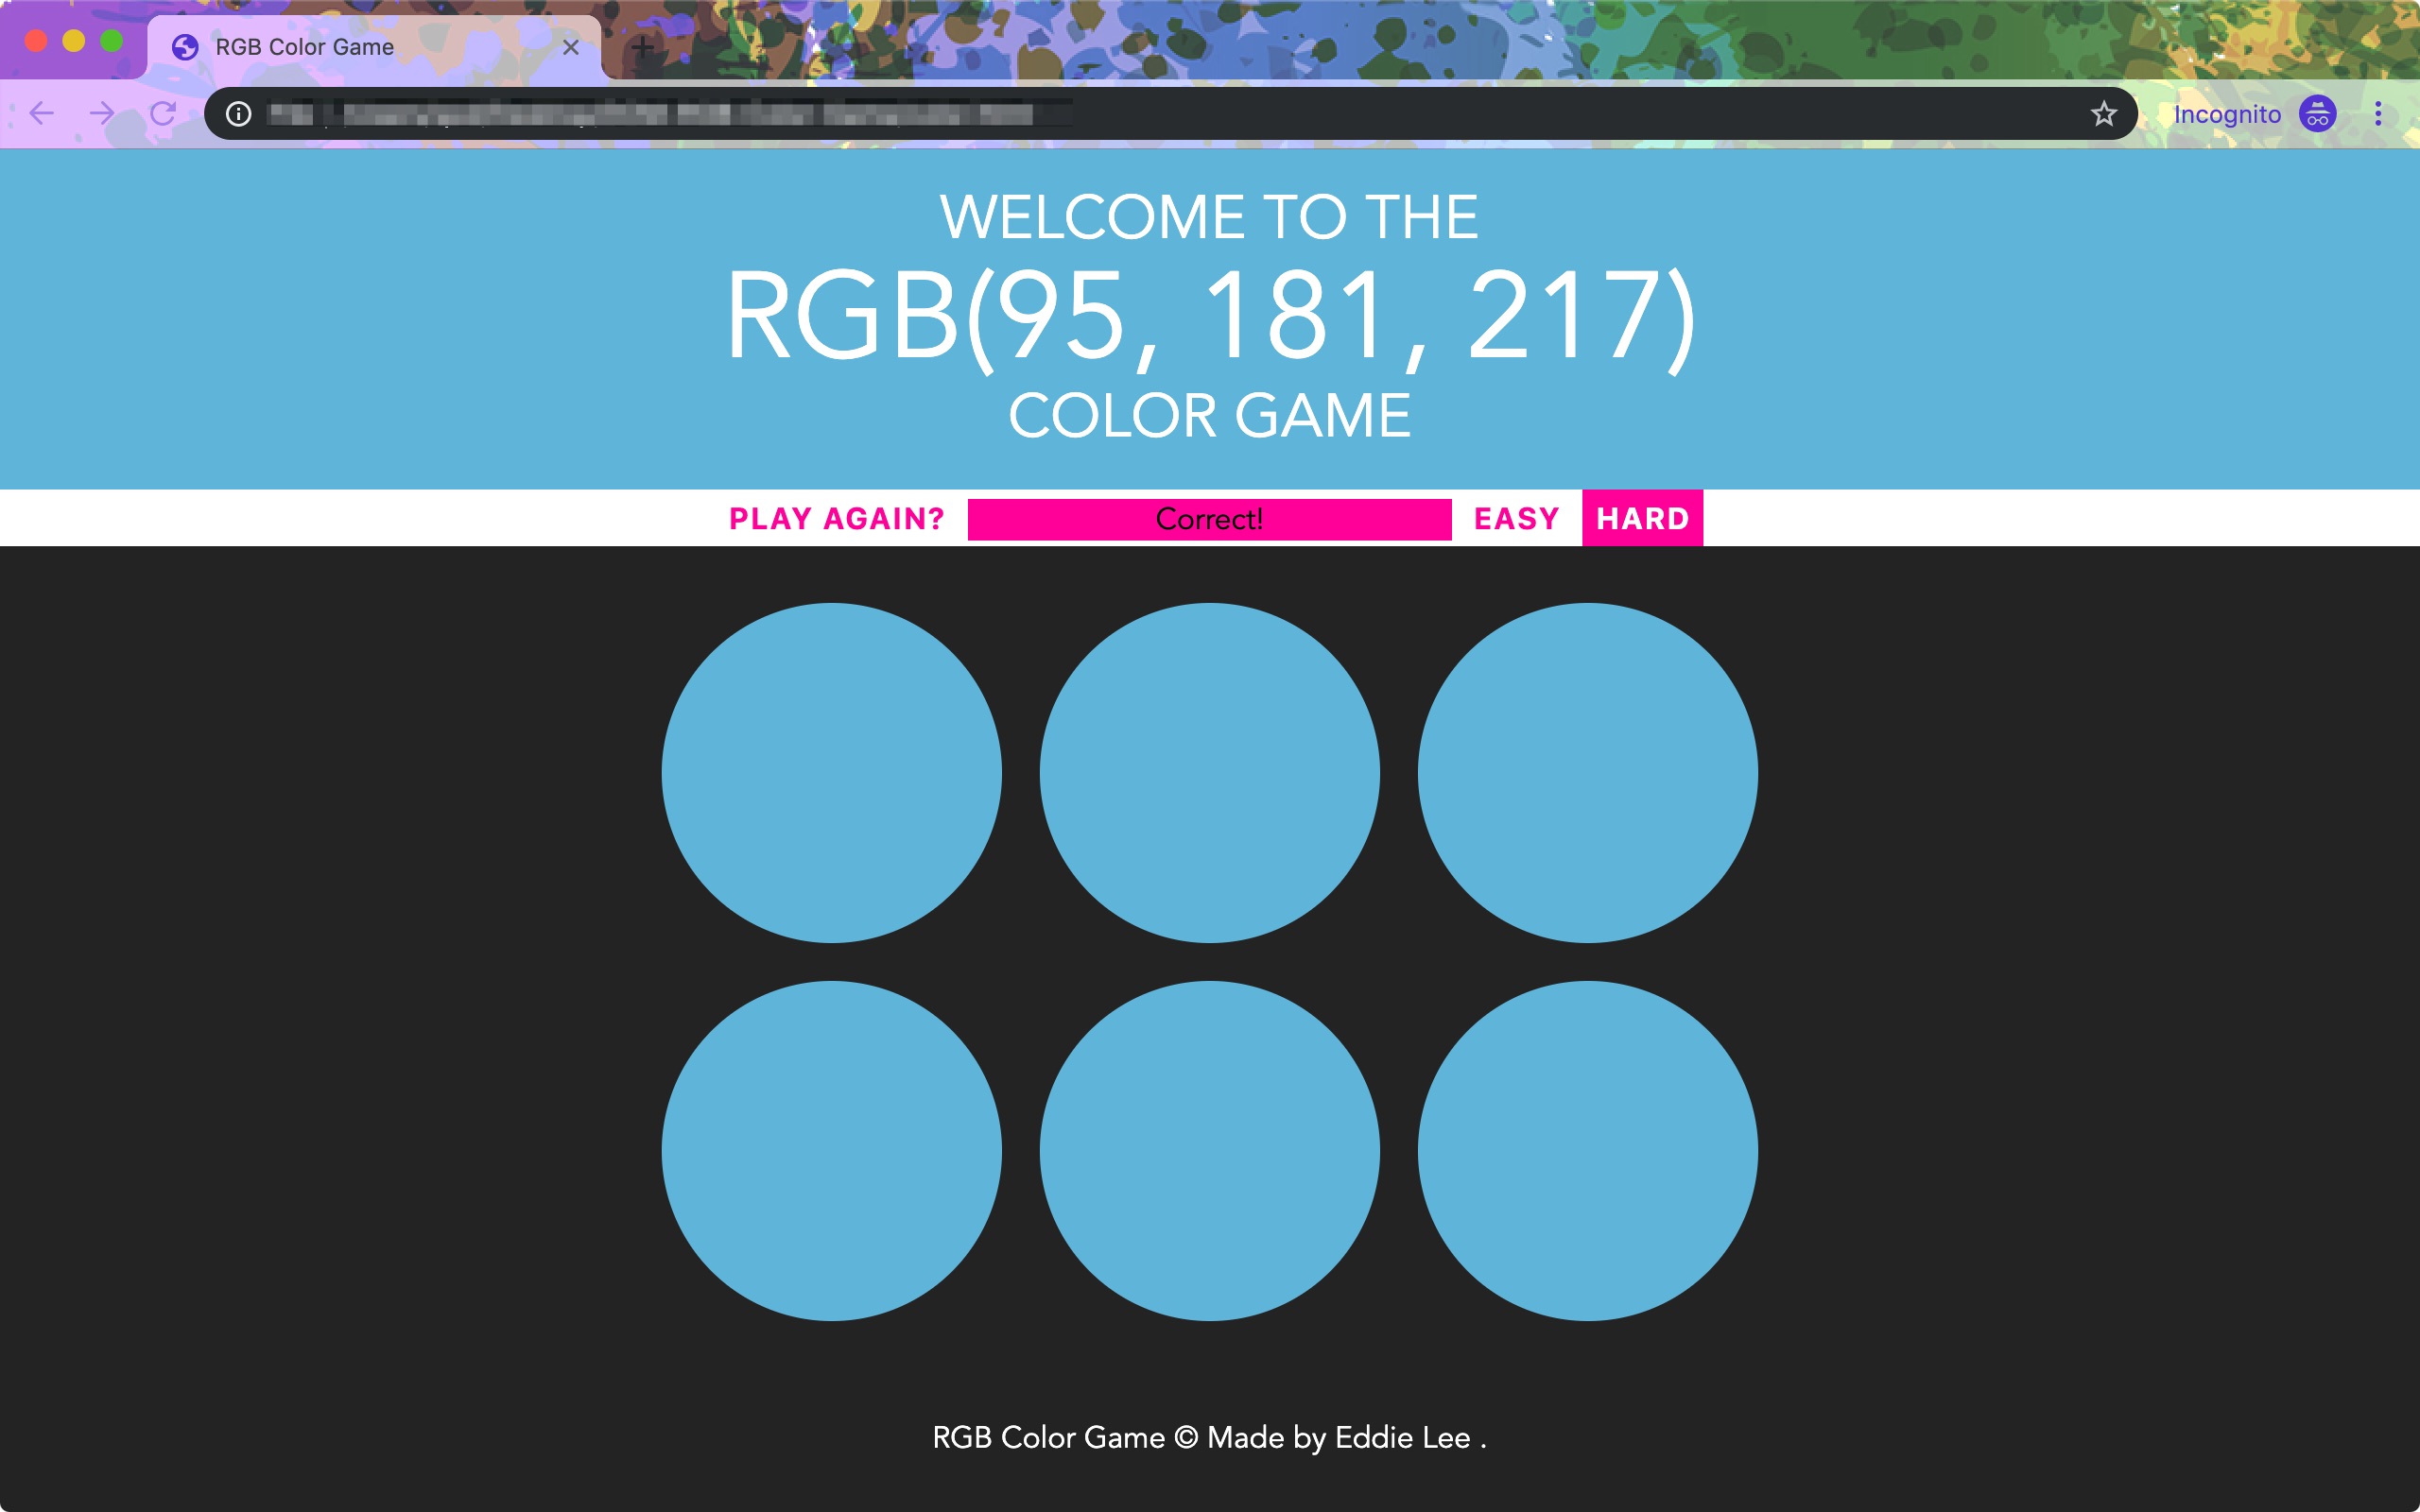 RGB Color Game
Incognito
WELCOME TO THE
RGB(95, 181, 217)
COLOR GAME
PLAY AGAIN? Correct! EASY HARD
RGB Color Game © Made by Eddie Lee .